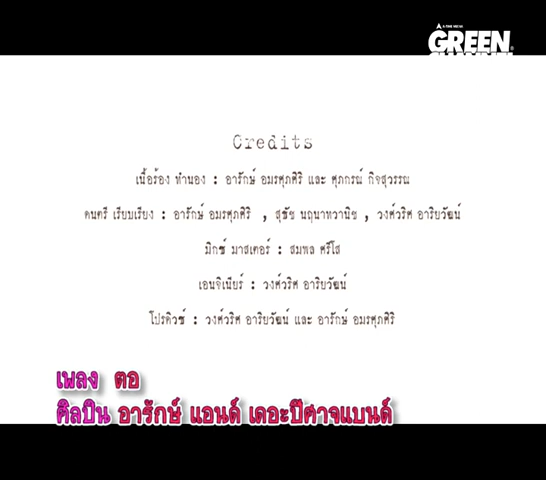 A TIME MEDIA
GREEN
Credits
เนื้อร้อง ทำนอง : อารักษ์ อมรศุภศิริ และ ศุภกรณ์ กิจสุวรรณ
ดนตรี เรียบเรียง : อารักษ์ อมรศุภศิริ , สุธัช นฤนาทวานิช , วงศ์วริศ อาริยวัฒน์
มิกซ์ มาสเตอร์ : สมพล ศรีโส
เอนจิเนียร์ : วงศ์วริศ อาริยวัฒน์
โปรดิวซ์ : วงศ์วริศ อาริยวัฒน์ และ อารักษ์ อมรศุภศิริ
เพลง ตอ
ศิลปิน อารักษ์ แอนด์ เดอะปีศาจแบนด์